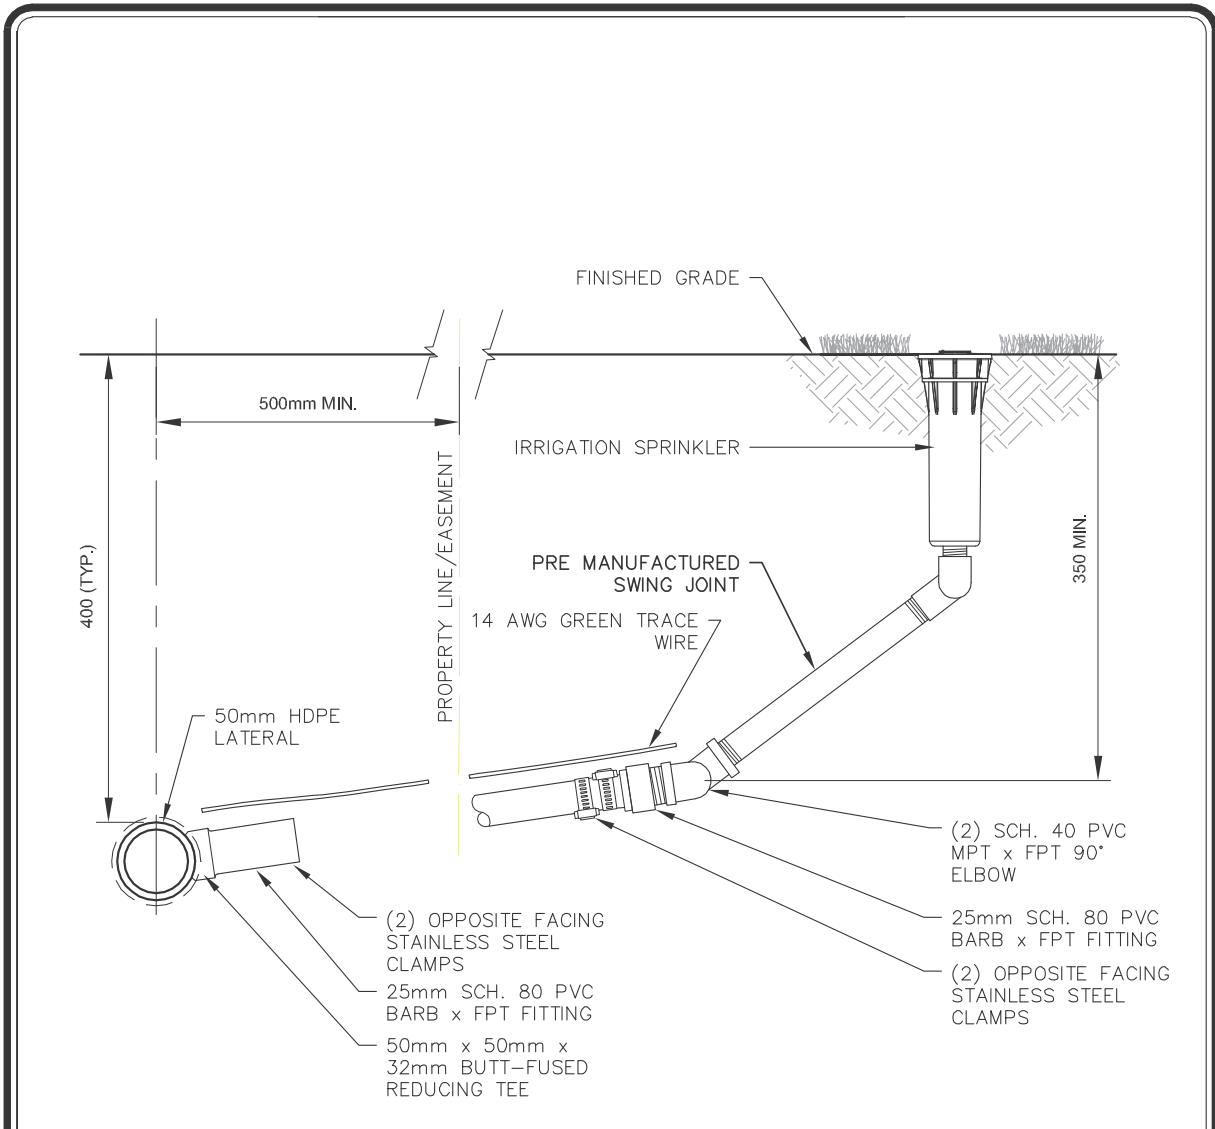 FINISHED GRADE
500mm MIN.
IRRIGATION SPRINKLER
400 (TYP.)
PROPERTY LINE/EASEMENT
350 MIN.
PRE MANUFACTURED
SWING JOINT
14 AWG GREEN TRACE
WIRE
50mm HDPE
LATERAL
(2) SCH. 40 PVC
MPT x FPT 90°
ELBOW
(2) OPPOSITE FACING
STAINLESS STEEL
CLAMPS
25mm SCH. 80 PVC
BARB x FPT FITTING
25mm SCH. 80 PVC
BARB x FPT FITTING
(2) OPPOSITE FACING
STAINLESS STEEL
CLAMPS
50mm x 50mm x
32mm BUTT-FUSED
REDUCING TEE